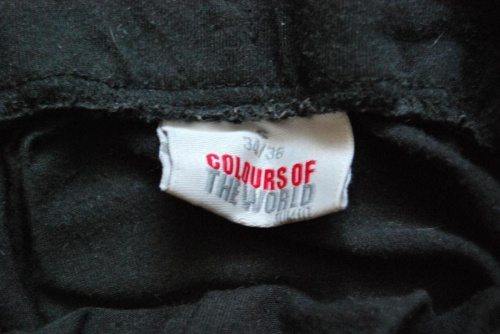 34/36
COLOURS OF
THE WORLD